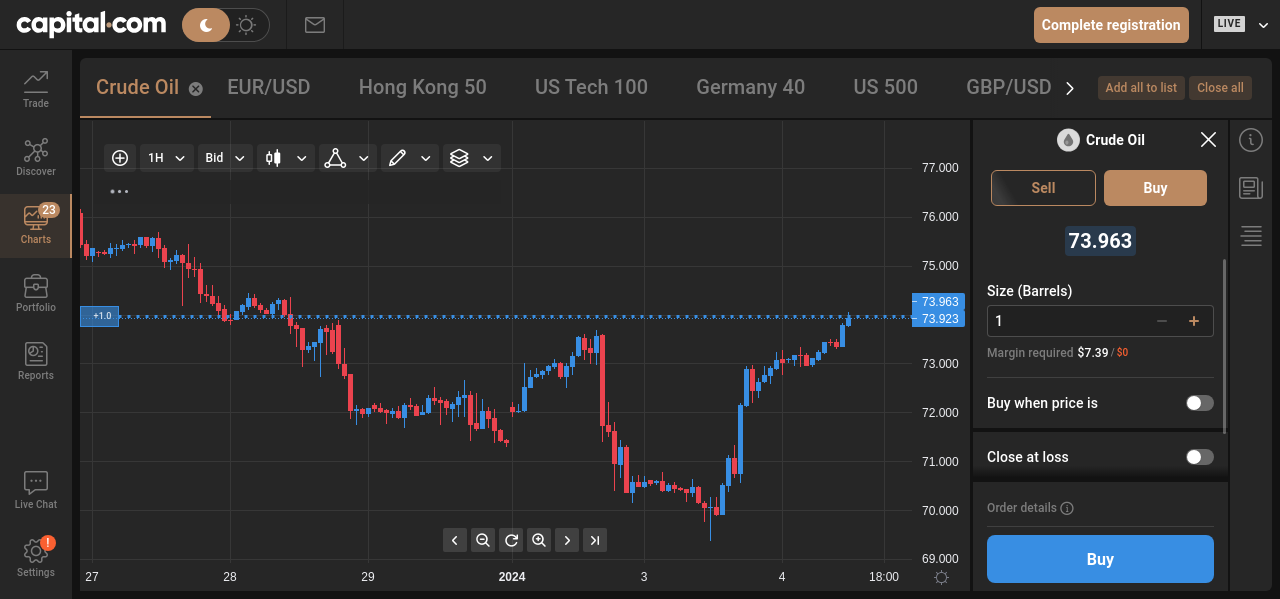 capital.com
Complete registration
LIVE
Trade
Discover
23
Charts
Portfolio
Reports
Live Chat
!
Settings
Crude Oil EUR/USD Hong Kong 50 US Tech 100 Germany 40 US 500 GBP/USD Add all to list Close all
1H Bid
77.000
76.000
75.000
73.963
73.923
73.000
72.000
71.000
70.000
69.000
+1.0
27 28 29 2024 3 4 18:00
Crude Oil
Sell Buy
73.963
Size (Barrels)
1 − +
Margin required $7.39 / $0
Buy when price is
Close at loss
Order details
Buy